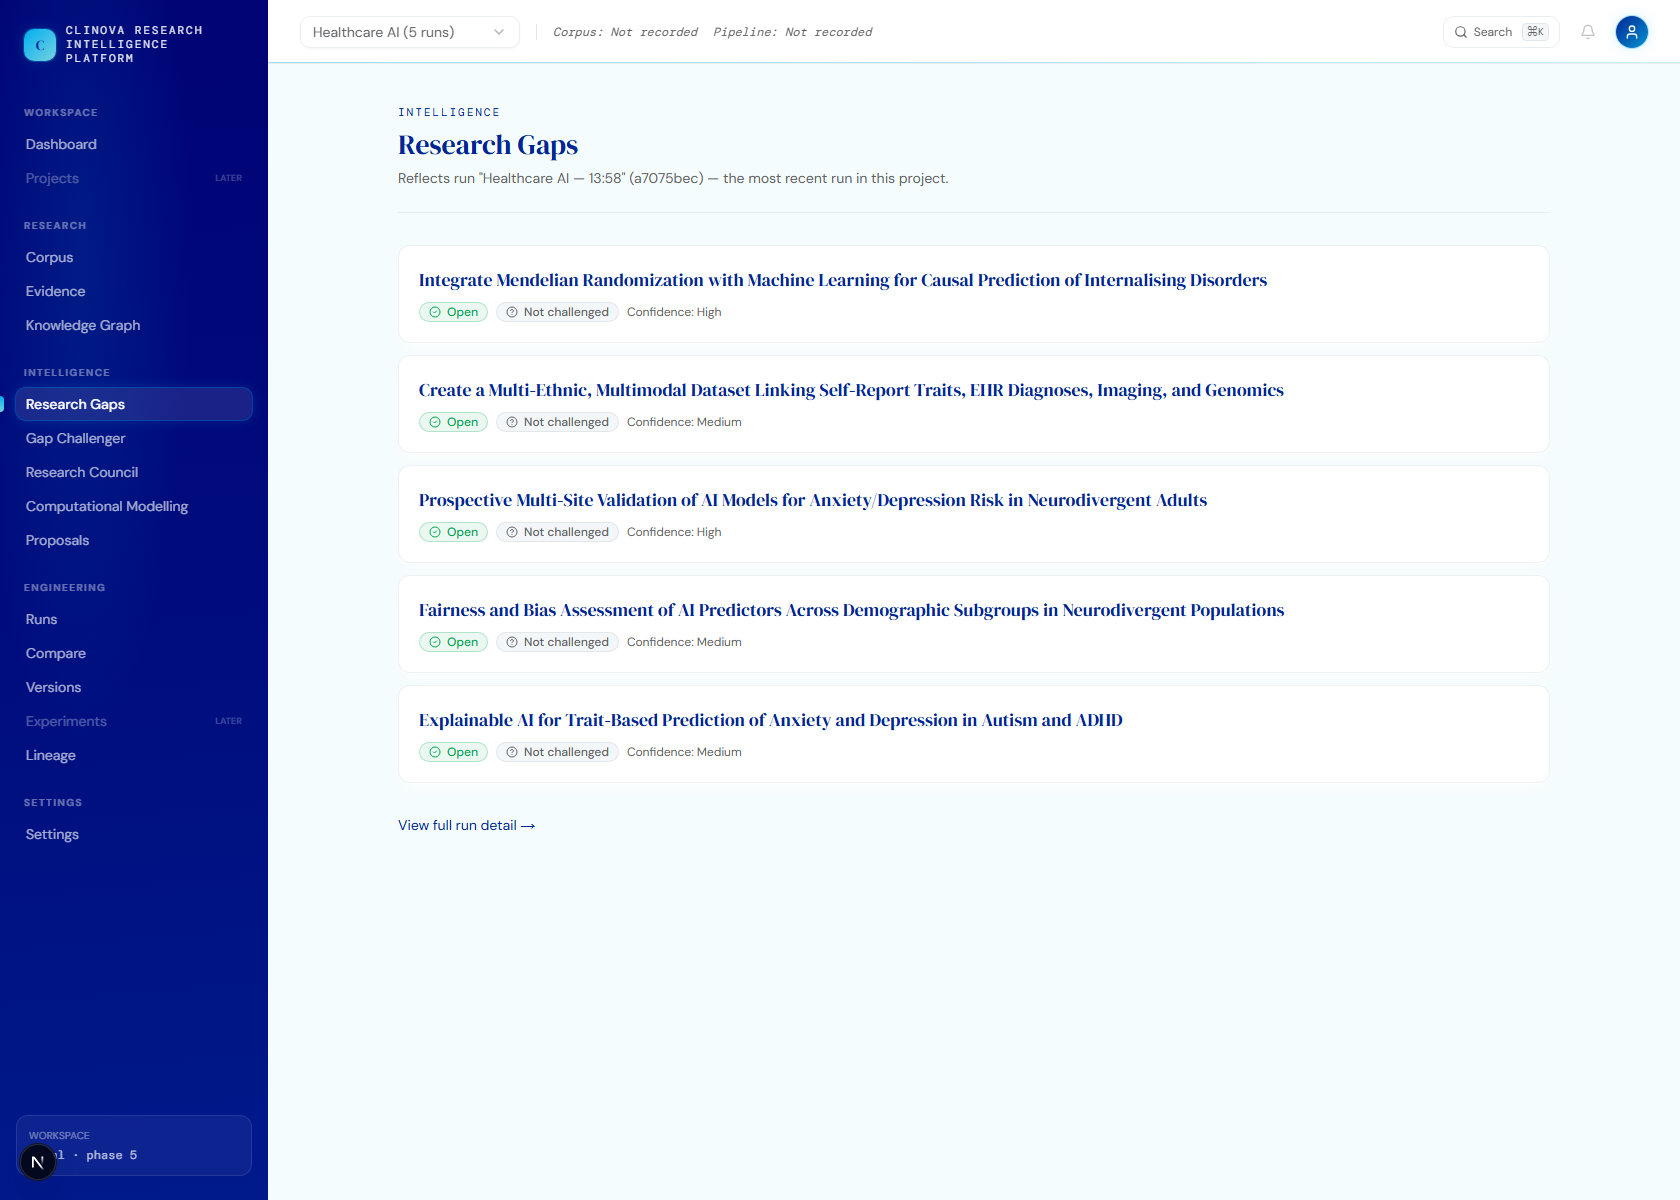 C
CLINOVA RESEARCH
INTELLIGENCE
PLATFORM
WORKSPACE
Dashboard
Projects LATER
RESEARCH
Corpus
Evidence
Knowledge Graph
INTELLIGENCE
Research Gaps
Gap Challenger
Research Council
Computational Modelling
Proposals
ENGINEERING
Runs
Compare
Versions
Experiments LATER
Lineage
SETTINGS
Settings
WORKSPACE
· phase 5
N
Healthcare AI (5 runs)
Corpus: Not recorded Pipeline: Not recorded
Search ⌘K
INTELLIGENCE
Research Gaps
Reflects run "Healthcare AI — 13:58" (a7075bec) — the most recent run in this project.
Integrate Mendelian Randomization with Machine Learning for Causal Prediction of Internalising Disorders
Open Not challenged Confidence: High
Create a Multi-Ethnic, Multimodal Dataset Linking Self-Report Traits, EHR Diagnoses, Imaging, and Genomics
Open Not challenged Confidence: Medium
Prospective Multi-Site Validation of AI Models for Anxiety/Depression Risk in Neurodivergent Adults
Open Not challenged Confidence: High
Fairness and Bias Assessment of AI Predictors Across Demographic Subgroups in Neurodivergent Populations
Open Not challenged Confidence: Medium
Explainable AI for Trait-Based Prediction of Anxiety and Depression in Autism and ADHD
Open Not challenged Confidence: Medium
View full run detail →